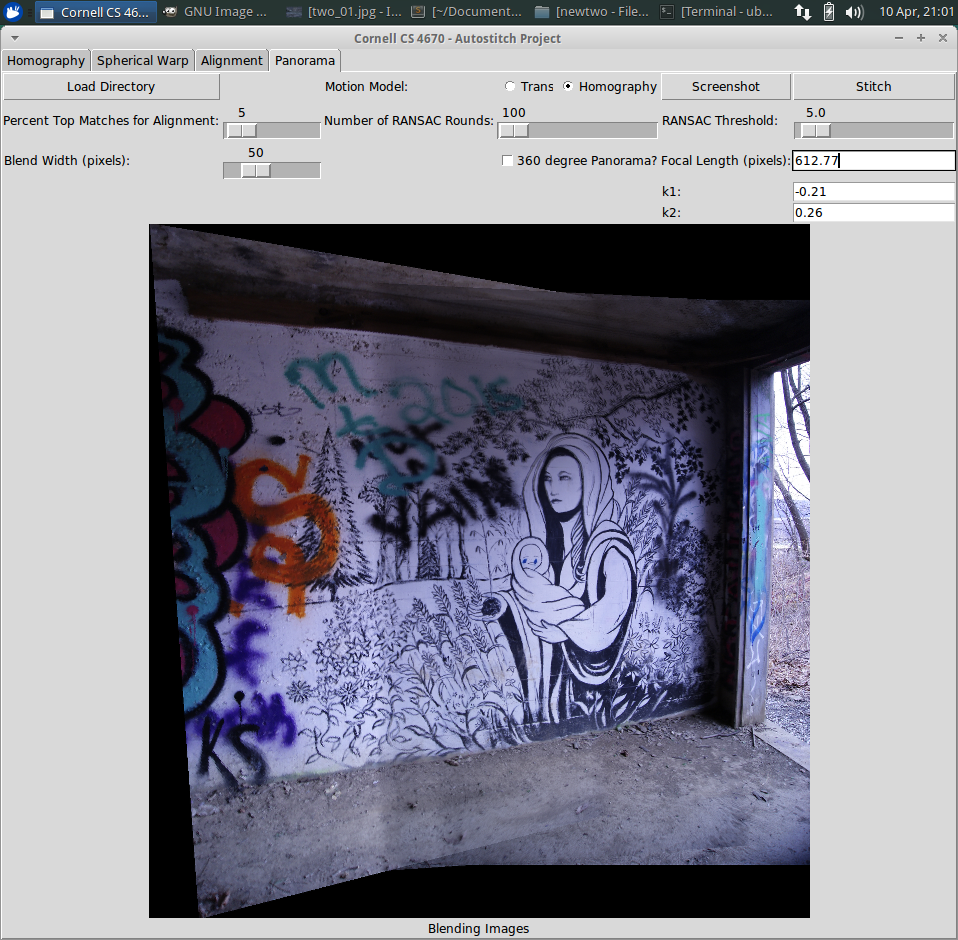 Cornell CS 46... GNU Image ... [two_01.jpg - I... [~/Document... [newtwo - File... [Terminal - ub... 10 Apr, 21:01
Cornell CS 4670 - Autostitch Project
Homography Spherical Warp Alignment Panorama
Load Directory Motion Model: Trans Homography Screenshot Stitch
Percent Top Matches for Alignment: 5 Number of RANSAC Rounds: 100 RANSAC Threshold: 5.0
Blend Width (pixels): 50 360 degree Panorama? Focal Length (pixels): 612.77
k1: -0.21
k2: 0.26
2015
VAIN
KS
Blending Images